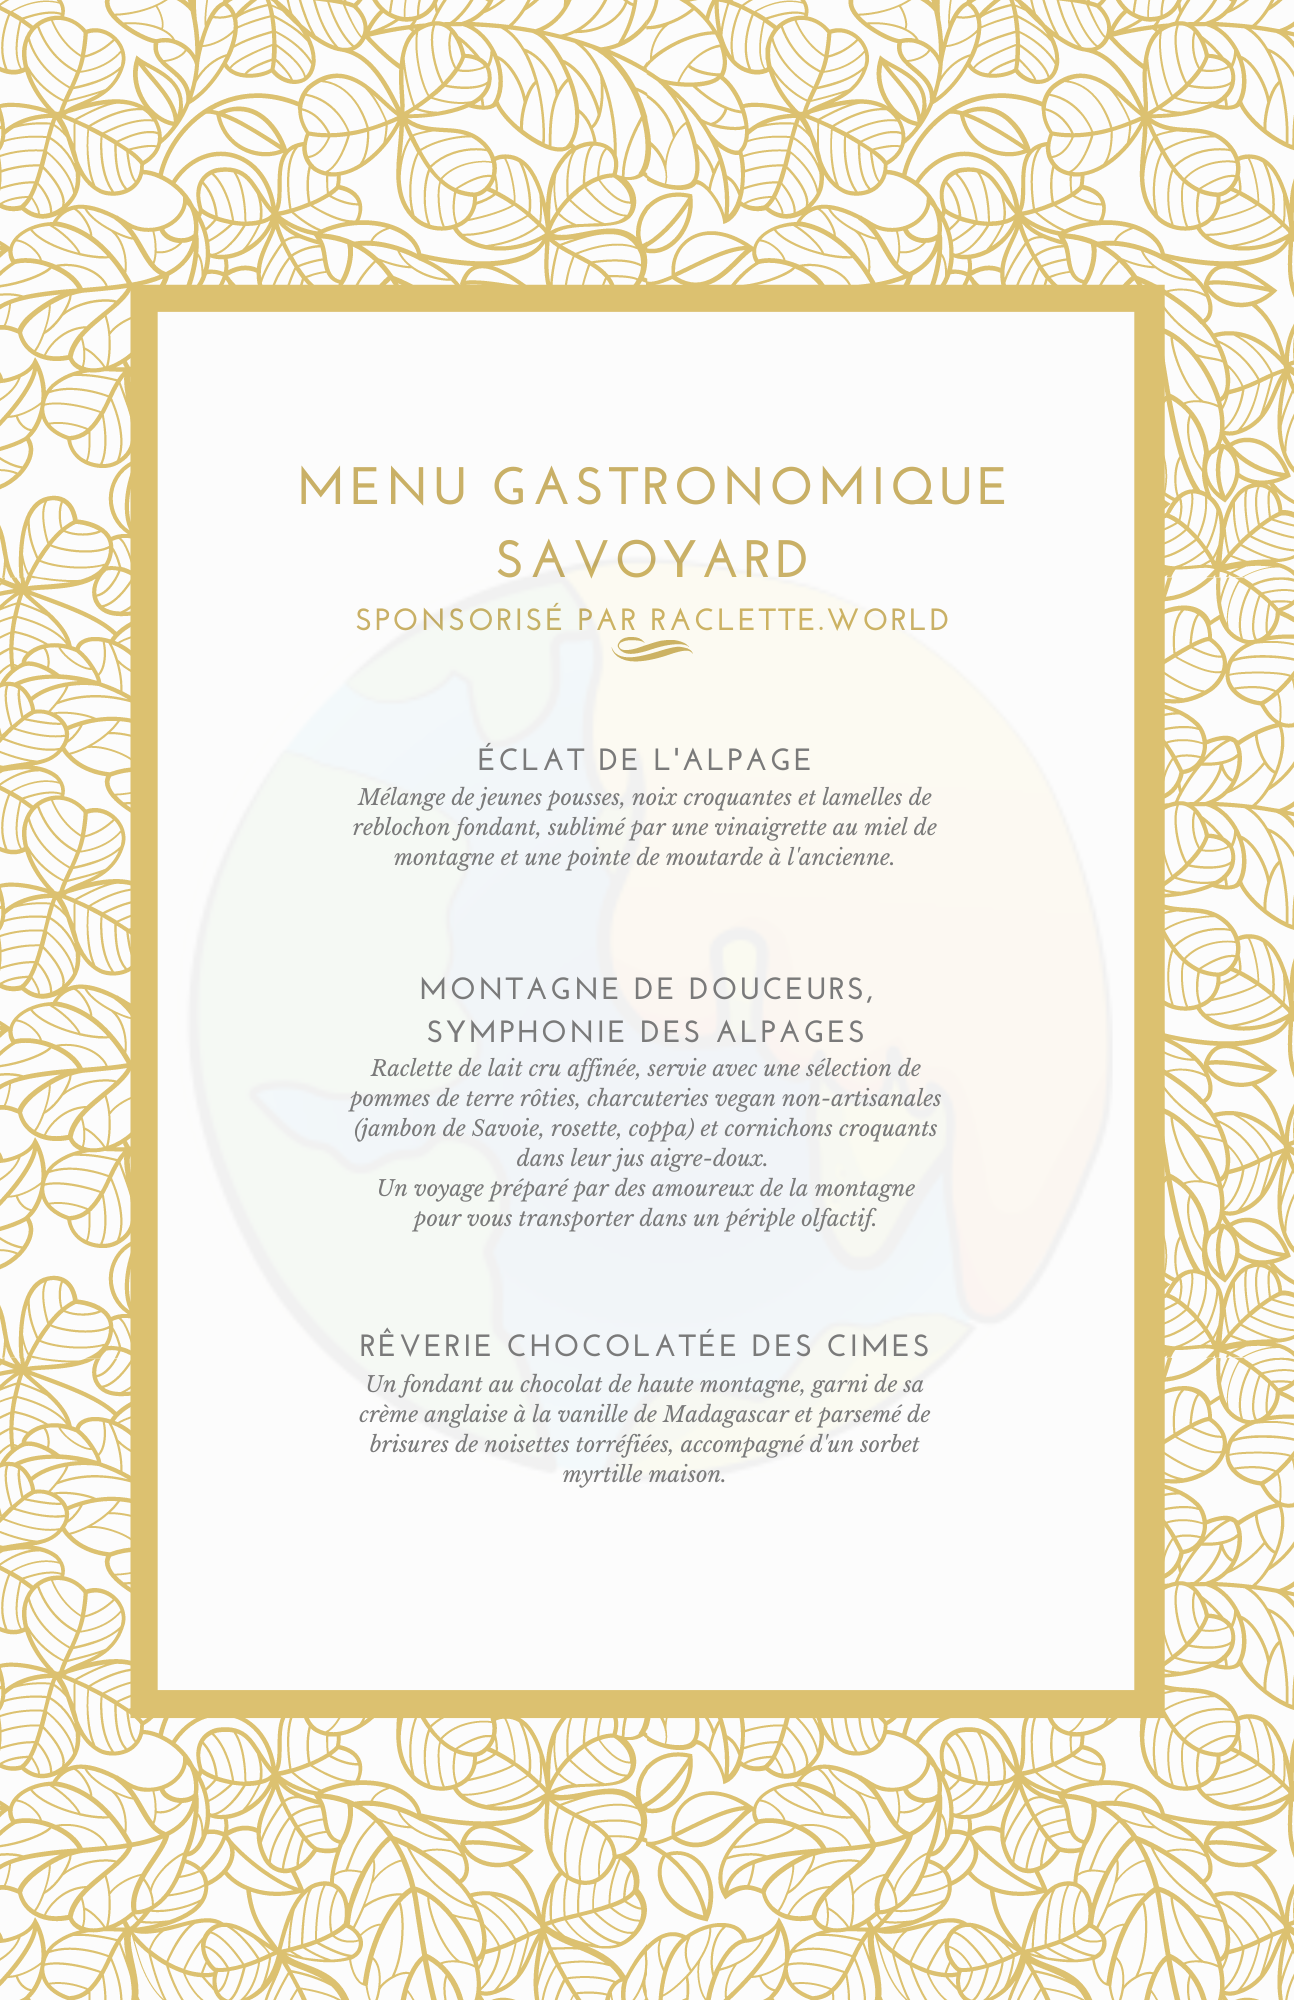 MENU GASTRONOMIQUE
SAVOYARD
SPONSORISÉ PAR RACLETTE.WORLD
ÉCLAT DE L'ALPAGE
Mélange de jeunes pousses, noix croquantes et lamelles de
reblochon fondant, sublimé par une vinaigrette au miel de
montagne et une pointe de moutarde à l'ancienne.
MONTAGNE DE DOUCEURS,
SYMPHONIE DES ALPAGES
Raclette de lait cru affinée, servie avec une sélection de
pommes de terre rôties, charcuteries vegan non-artisanales
(jambon de Savoie, rosette, coppa) et cornichons croquants
dans leur jus aigre-doux.
Un voyage préparé par des amoureux de la montagne
pour vous transporter dans un périple olfactif.
RÊVERIE CHOCOLATÉE DES CIMES
Un fondant au chocolat de haute montagne, garni de sa
crème anglaise à la vanille de Madagascar et parsemé de
brisures de noisettes torréfiées, accompagné d'un sorbet
myrtille maison.